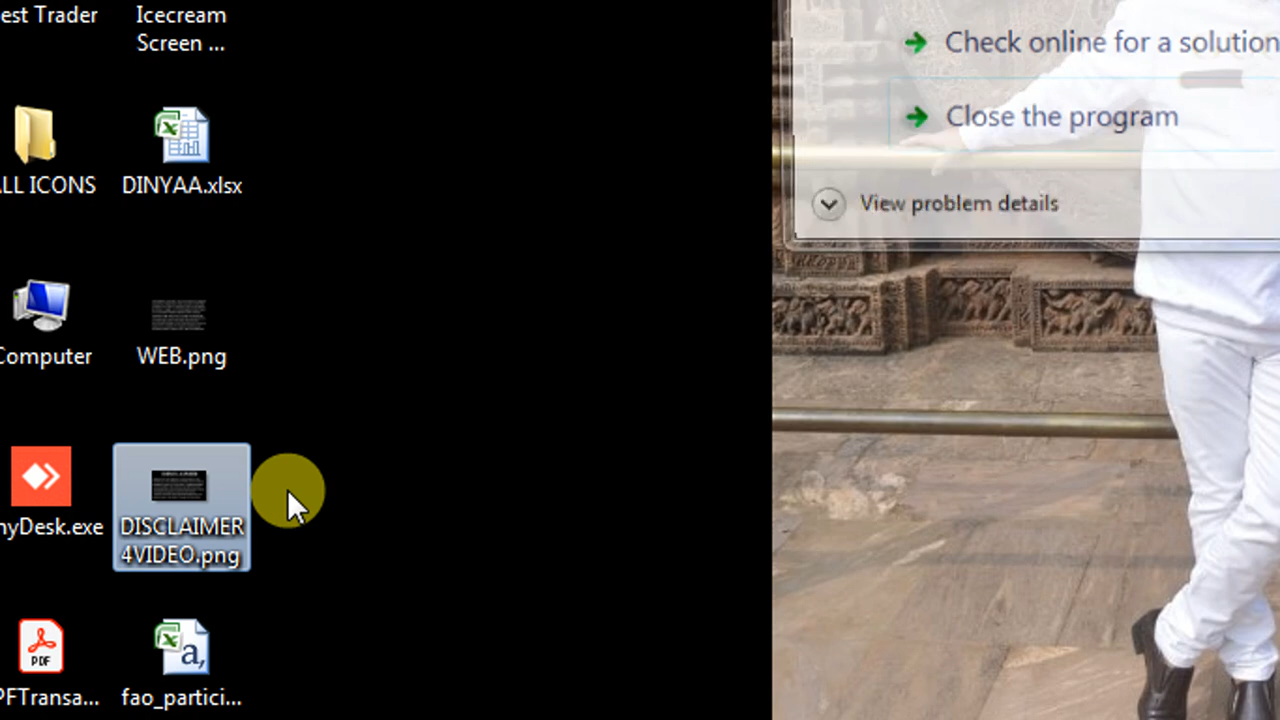 est Trader
Icecream
Screen ...
LL ICONS
DINYAA.xlsx
Computer
WEB.png
nyDesk.exe
DISCLAIMER
4VIDEO.png
PDF
PFTransa...
fao_partici...
Check online for a solution
Close the program
View problem details